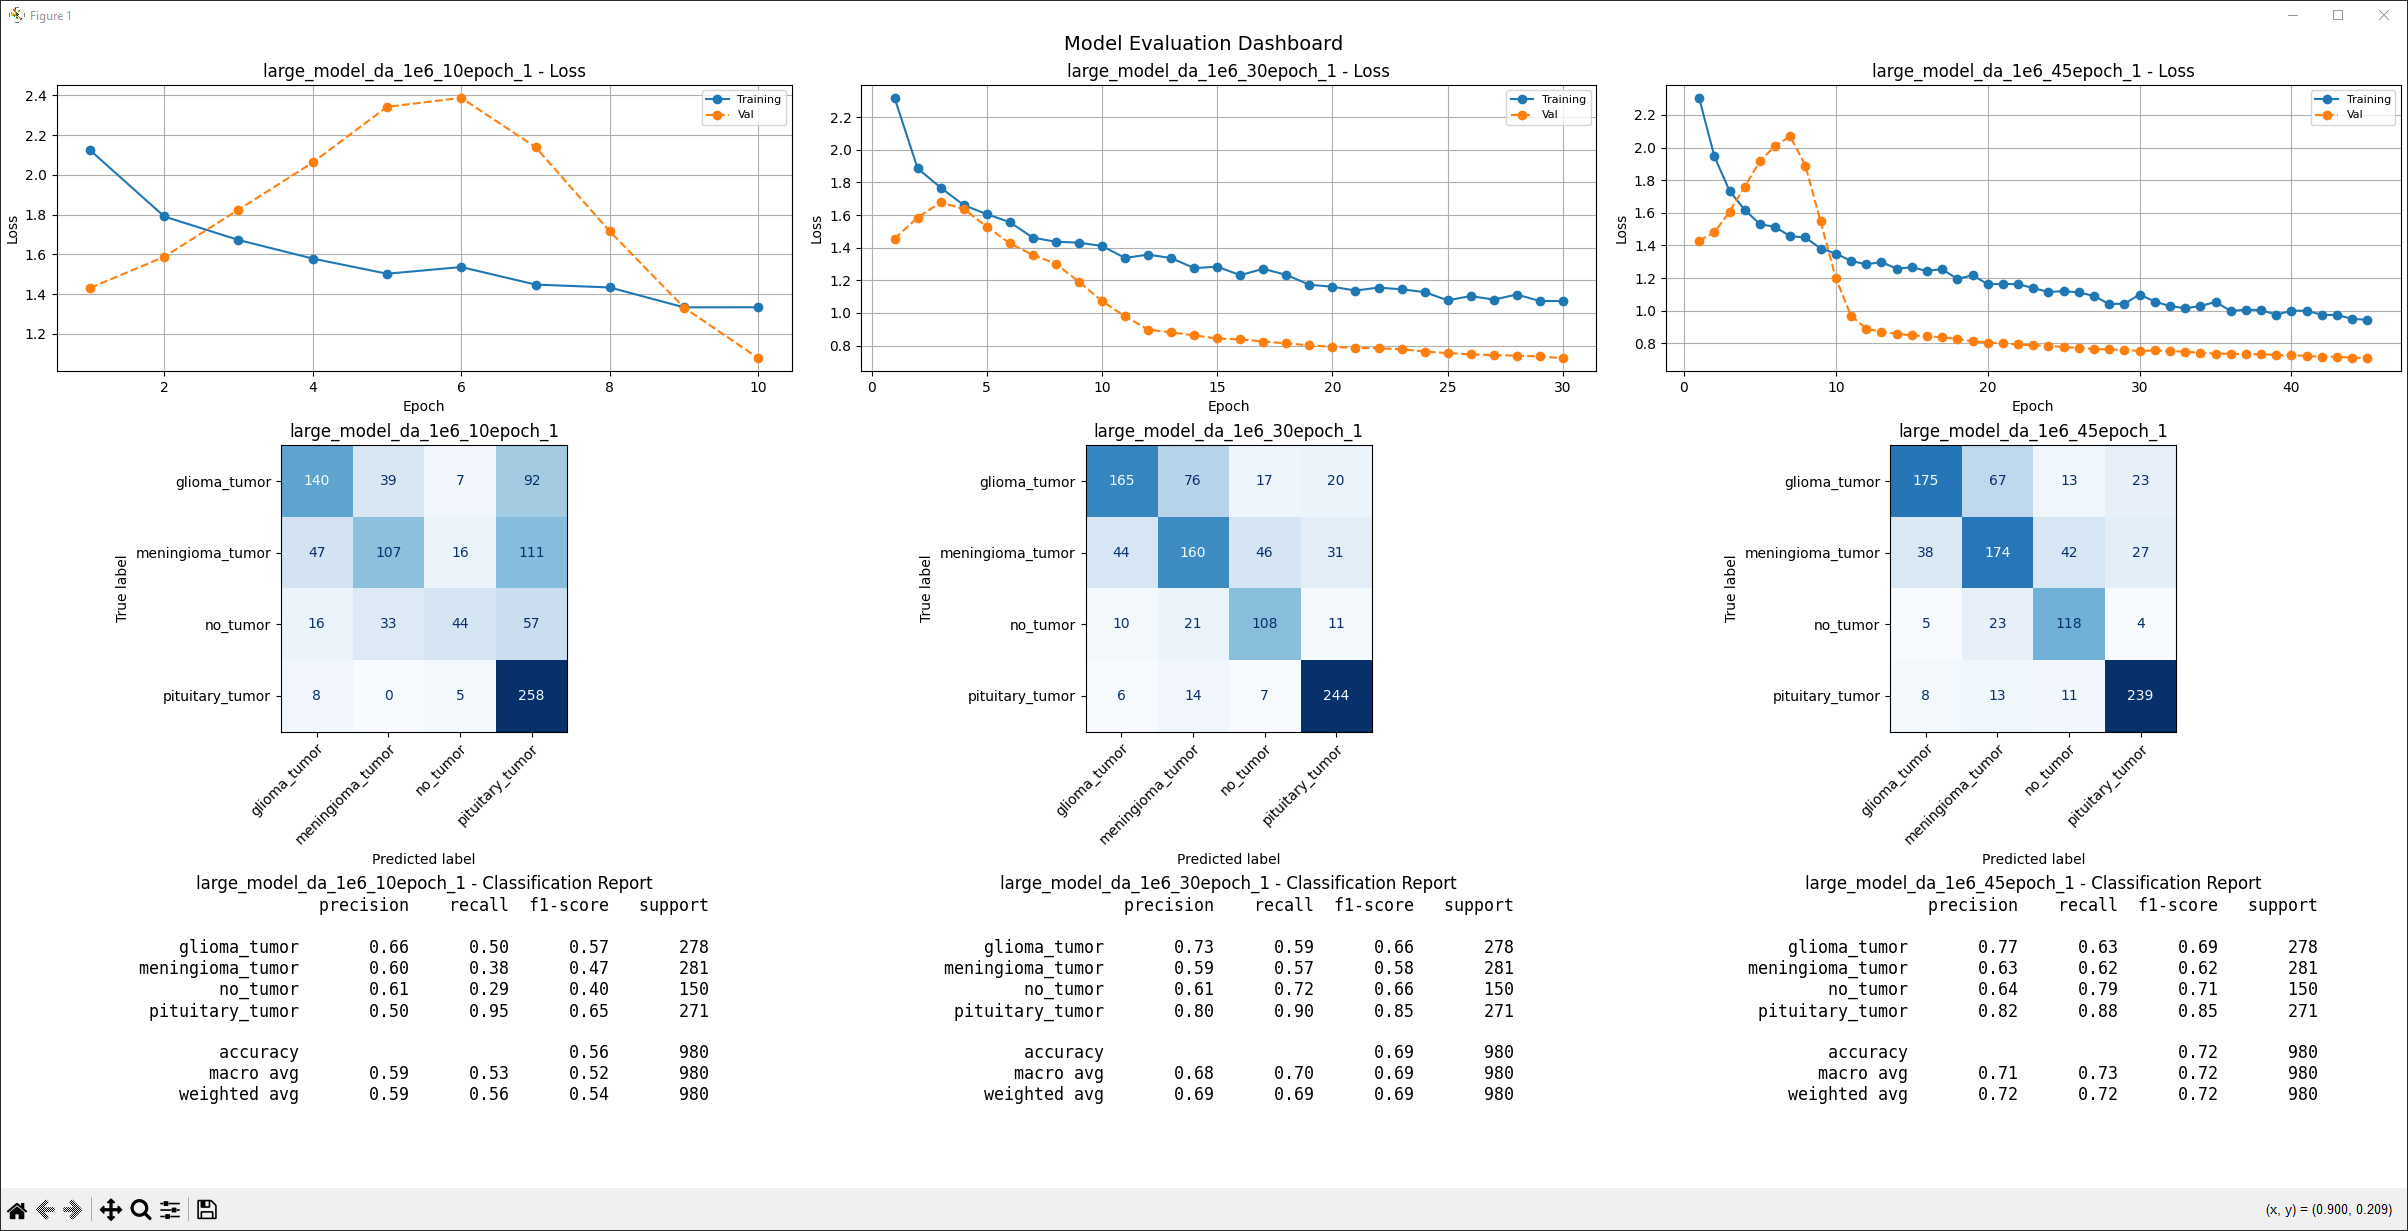 Figure 1
Model Evaluation Dashboard
large_model_da_1e6_10epoch_1 - Loss
Training
Val
2.4
2.2
2.0
1.8
1.6
1.4
1.2
Loss
2 4 6 8 10
Epoch
large_model_da_1e6_30epoch_1 - Loss
Training
Val
2.2
2.0
1.8
1.6
1.4
1.2
1.0
0.8
Loss
0 5 10 15 20 25 30
Epoch
large_model_da_1e6_45epoch_1 - Loss
Training
Val
2.2
2.0
1.8
1.6
1.4
1.2
1.0
0.8
Loss
0 10 20 30 40
Epoch
large_model_da_1e6_10epoch_1
True label
glioma_tumor 140 39 7 92
meningioma_tumor 47 107 16 111
no_tumor 16 33 44 57
pituitary_tumor 8 0 5 258
glioma_tumor meningioma_tumor no_tumor pituitary_tumor
Predicted label
large_model_da_1e6_30epoch_1
True label
glioma_tumor 165 76 17 20
meningioma_tumor 44 160 46 31
no_tumor 10 21 108 11
pituitary_tumor 6 14 7 244
glioma_tumor meningioma_tumor no_tumor pituitary_tumor
Predicted label
large_model_da_1e6_45epoch_1
True label
glioma_tumor 175 67 13 23
meningioma_tumor 38 174 42 27
no_tumor 5 23 118 4
pituitary_tumor 8 13 11 239
glioma_tumor meningioma_tumor no_tumor pituitary_tumor
Predicted label
large_model_da_1e6_10epoch_1 - Classification Report
precision recall f1-score support
glioma_tumor 0.66 0.50 0.57 278
meningioma_tumor 0.60 0.38 0.47 281
no_tumor 0.61 0.29 0.40 150
pituitary_tumor 0.50 0.95 0.65 271
accuracy 0.56 980
macro avg 0.59 0.53 0.52 980
weighted avg 0.59 0.56 0.54 980
large_model_da_1e6_30epoch_1 - Classification Report
precision recall f1-score support
glioma_tumor 0.73 0.59 0.66 278
meningioma_tumor 0.59 0.57 0.58 281
no_tumor 0.61 0.72 0.66 150
pituitary_tumor 0.80 0.90 0.85 271
accuracy 0.69 980
macro avg 0.68 0.70 0.69 980
weighted avg 0.69 0.69 0.69 980
large_model_da_1e6_45epoch_1 - Classification Report
precision recall f1-score support
glioma_tumor 0.77 0.63 0.69 278
meningioma_tumor 0.63 0.62 0.62 281
no_tumor 0.64 0.79 0.71 150
pituitary_tumor 0.82 0.88 0.85 271
accuracy 0.72 980
macro avg 0.71 0.73 0.72 980
weighted avg 0.72 0.72 0.72 980
(x, y) = (0.900, 0.209)